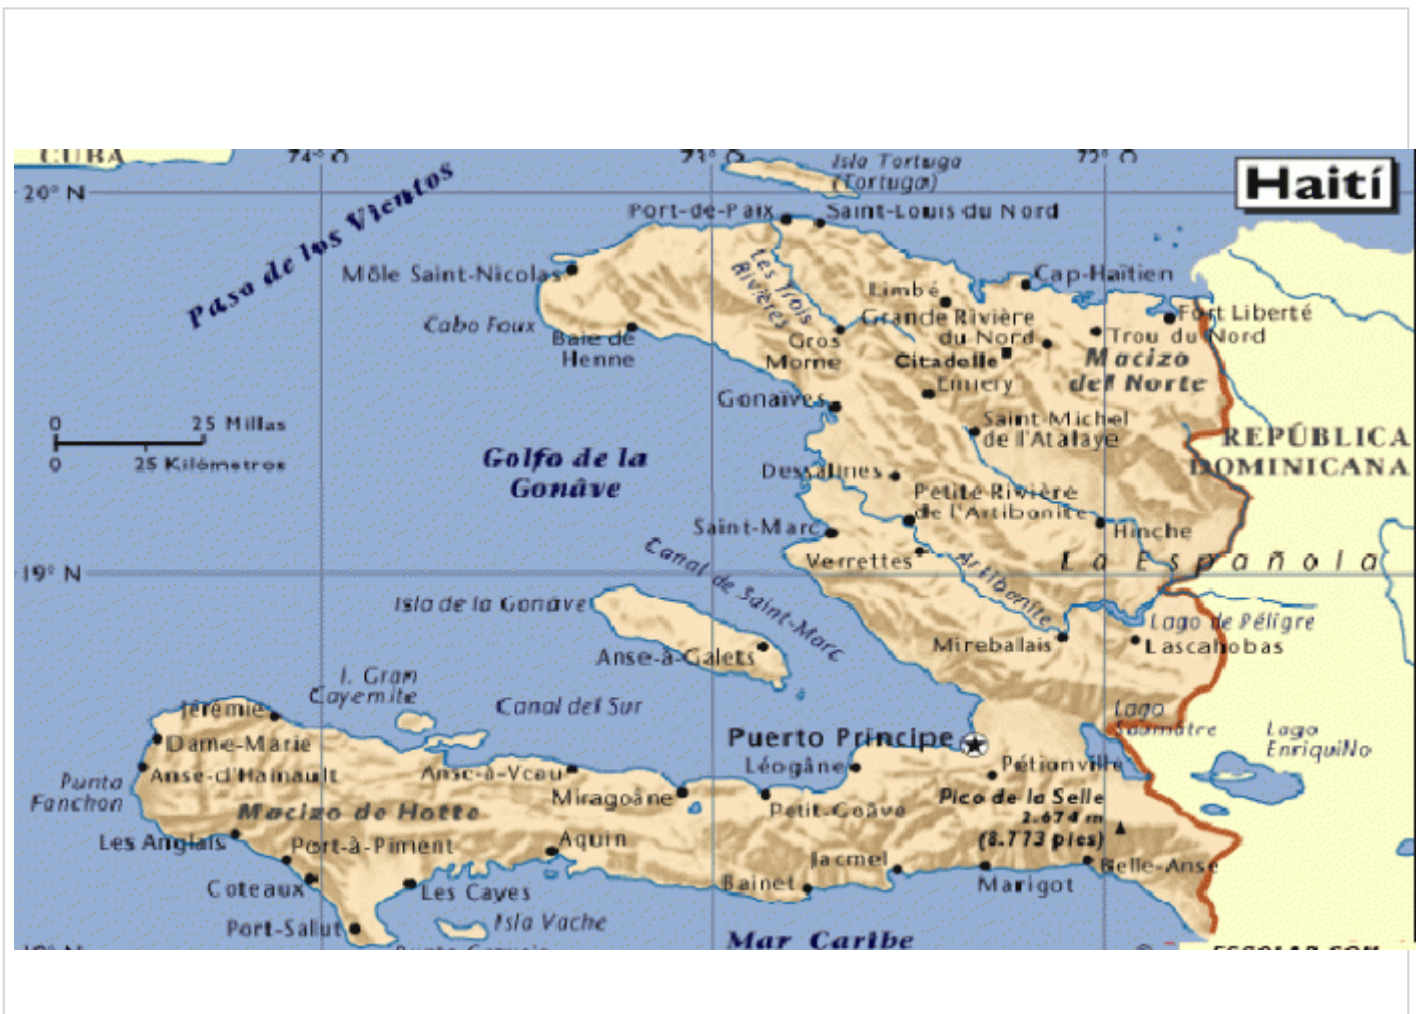 CUBA
74° O
73° O
72° O
Isla Tortuga
(Tortuga)
Haití
20° N
Paso de los Vientos
Port-de-Paix
Saint-Louis du Nord
Môle Saint-Nicolas
Les Trois
Rivières
Cap-Haïtien
Limbé
Cabo Foux
Grande Rivière
du Nord
Fort Liberté
Trou du Nord
Baie de
Henne
Gros
Morne
Citadelle
Macizo
del Norte
Ennery
Gonaïves
0 25 Millas
0 25 Kilómetros
Saint-Michel
de l'Atalaye
REPÚBLICA
DOMINICANA
Golfo de la
Gonâve
Dessalines
Petite Rivière
de l'Artibonite
Saint-Marc
Hinche
Verrettes
Artibonite
La Española
19° N
Canal de Saint-Marc
Isla de la Gonâve
Lago de Péligre
Mireballais
Lascahobas
Anse-à-Galets
I. Gran
Cayemite
Canal del Sur
Jérémie
Lago
Saumâtre
Puerto Principe
Dame-Marie
Lago
EnriquiÑo
Léogâne
Pétionville
Anse-d'Hainault
Anse-à-Veau
Punta
Fanchon
Miragoâne
Petit-Goâve
Pico de la Selle
2.674 m
(8.773 pies)
Macizo de Hotte
Les Anglais
Port-à-Piment
Aquin
Jacmel
Belle-Anse
Coteaux
Les Cayes
Bainet
Marigot
Port-Salut
Isla Vache
Mar Caribe
ESCOLAR.COM